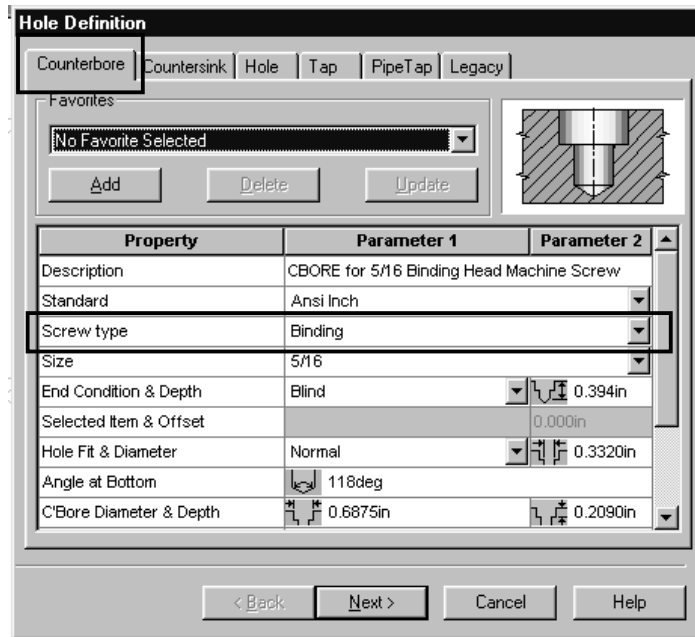 Hole Definition
Counterbore Countersink Hole Tap PipeTap Legacy
Favorites
No Favorite Selected
Add Delete Update
Property Parameter 1 Parameter 2
Description CBORE for 5/16 Binding Head Machine Screw
Standard Ansi Inch
Screw type Binding
Size 5/16
End Condition & Depth Blind 0.394in
Selected Item & Offset 0.000in
Hole Fit & Diameter Normal 0.3320in
Angle at Bottom 118deg
C'Bore Diameter & Depth 0.6875in 0.2090in
< Back Next > Cancel Help